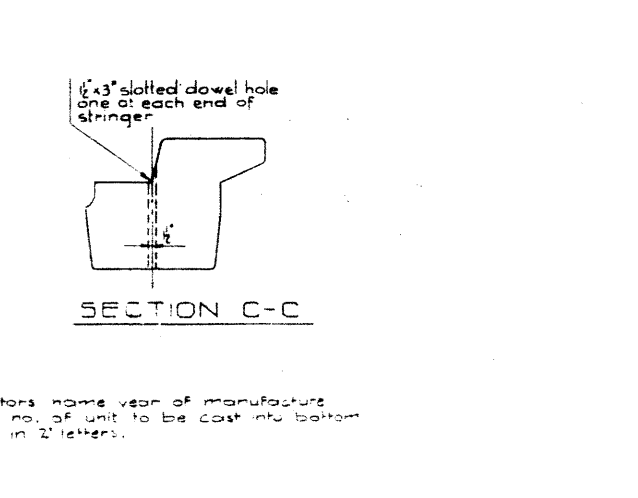 1½"x3" slotted dowel hole
one at each end of
stringer
½"
SECTION C-C
tors name year of manufacture
no. of unit to be cast into bottom
in 2" letters.